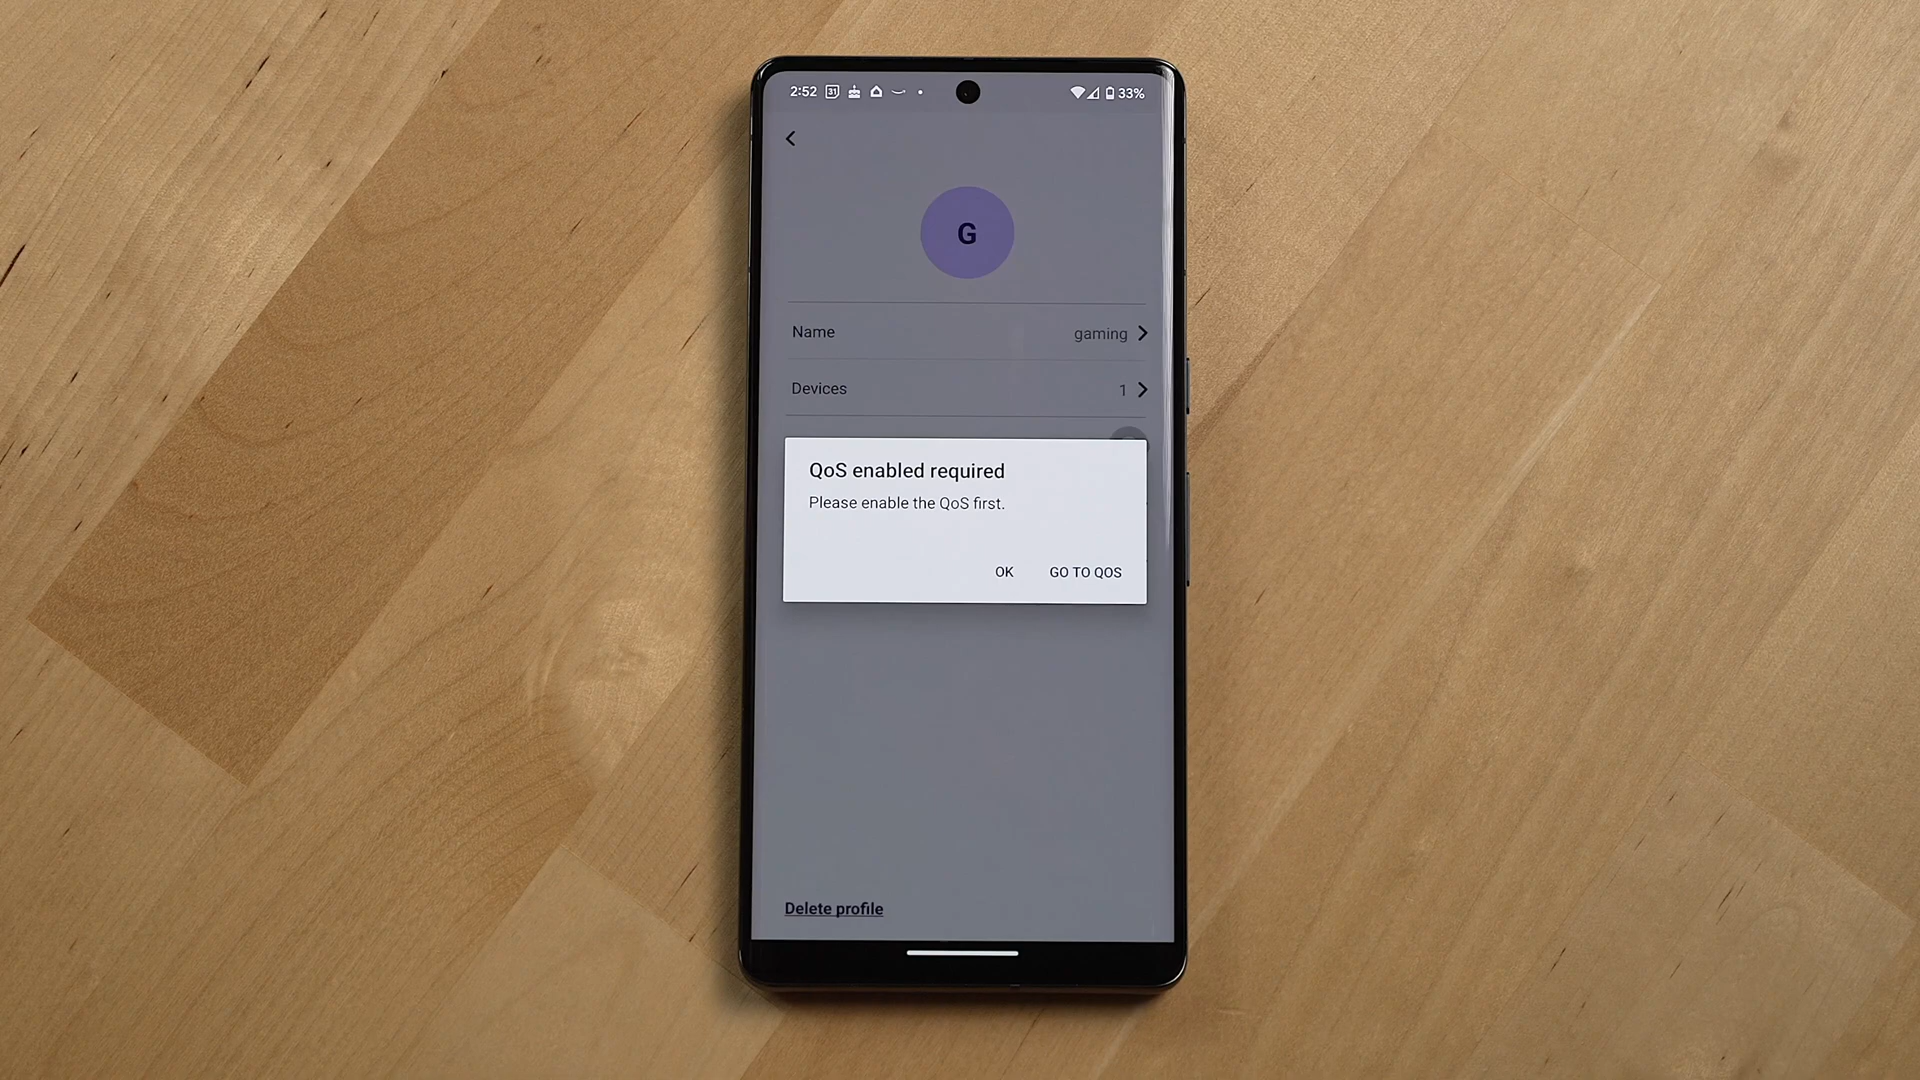 2:52 31 33%
G
Name gaming
Devices 1
QoS enabled required
Please enable the QoS first.
OK GO TO QOS
Delete profile